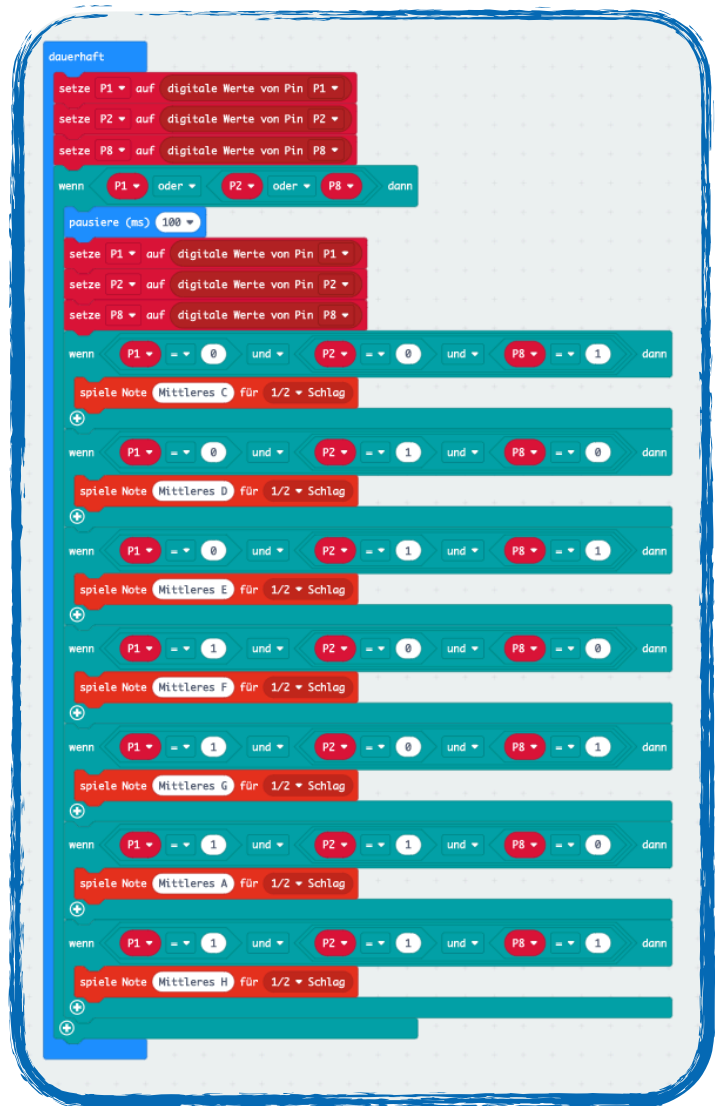 dauerhaft
setze P1 auf digitale Werte von Pin P1
setze P2 auf digitale Werte von Pin P2
setze P8 auf digitale Werte von Pin P8
wenn P1 oder P2 oder P8 dann
pausiere (ms) 100
setze P1 auf digitale Werte von Pin P1
setze P2 auf digitale Werte von Pin P2
setze P8 auf digitale Werte von Pin P8
wenn P1 = 0 und P2 = 0 und P8 = 1 dann
spiele Note Mittleres C für 1/2 Schlag
wenn P1 = 0 und P2 = 1 und P8 = 0 dann
spiele Note Mittleres D für 1/2 Schlag
wenn P1 = 0 und P2 = 1 und P8 = 1 dann
spiele Note Mittleres E für 1/2 Schlag
wenn P1 = 1 und P2 = 0 und P8 = 0 dann
spiele Note Mittleres F für 1/2 Schlag
wenn P1 = 1 und P2 = 0 und P8 = 1 dann
spiele Note Mittleres G für 1/2 Schlag
wenn P1 = 1 und P2 = 1 und P8 = 0 dann
spiele Note Mittleres A für 1/2 Schlag
wenn P1 = 1 und P2 = 1 und P8 = 1 dann
spiele Note Mittleres H für 1/2 Schlag